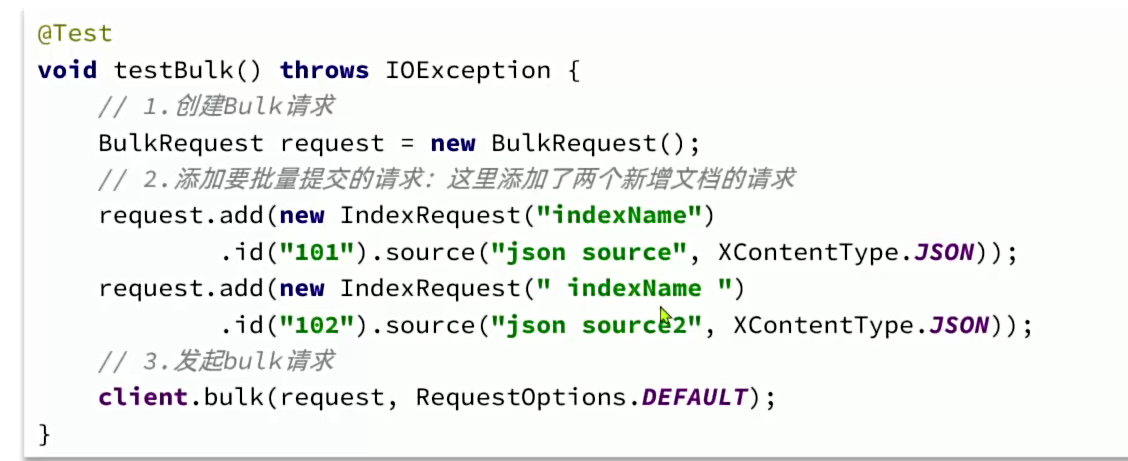 @Test
void testBulk() throws IOException {
    // 1.创建Bulk请求
    BulkRequest request = new BulkRequest();
    // 2.添加要批量提交的请求：这里添加了两个新增文档的请求
    request.add(new IndexRequest("indexName")
            .id("101").source("json source", XContentType.JSON));
    request.add(new IndexRequest(" indexName ")
            .id("102").source("json source2", XContentType.JSON));
    // 3.发起bulk请求
    client.bulk(request, RequestOptions.DEFAULT);
}